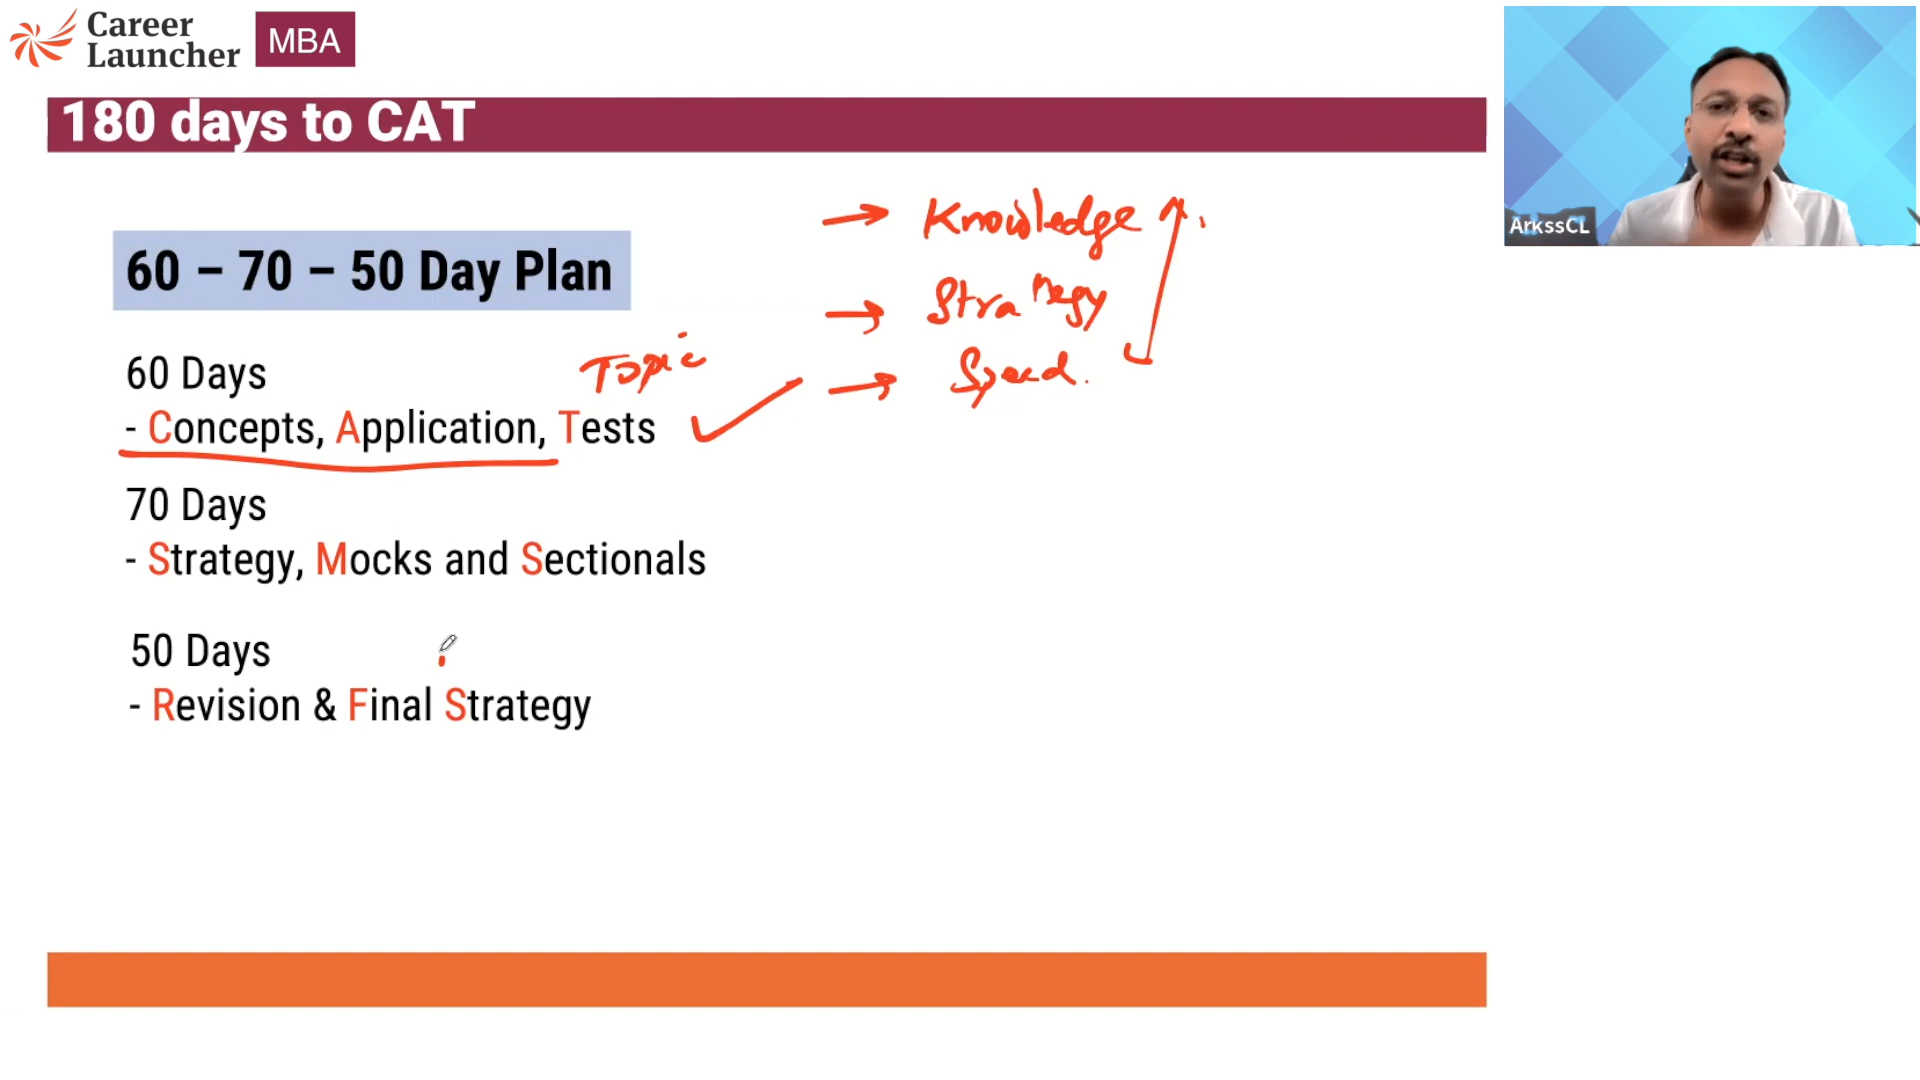 Career
Launcher
MBA
180 days to CAT
ArkssCL
60 – 70 – 50 Day Plan
→ Knowledge
→ Strategy
→ Speed.
60 Days
Topic
- Concepts, Application, Tests
70 Days
- Strategy, Mocks and Sectionals
50 Days
- Revision & Final Strategy